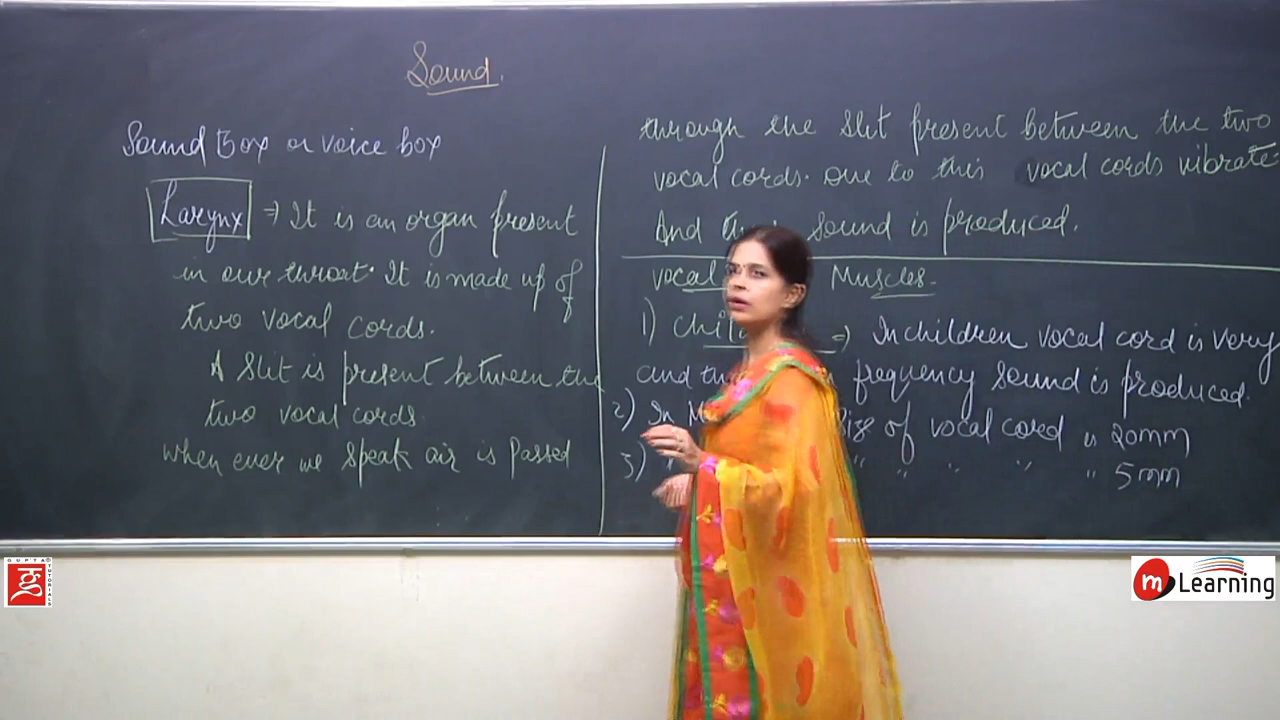 Sound.
Sound Box or voice box
Larynx ⇒ It is an organ present
in our throat. It is made up of
two vocal cords.
A Slit is present between the
two vocal cords.
when ever we speak air is passed
through the slit present between the two
vocal cords. Due to this vocal cords vibrate.
And sound is produced.
vocal Muscles.
1) ⇒ In children vocal cord is very
and frequency sound is produced.
2) In of vocal cord is 20mm
3) " " " " " 5mm
GUPTA TUTORIALS
m Learning